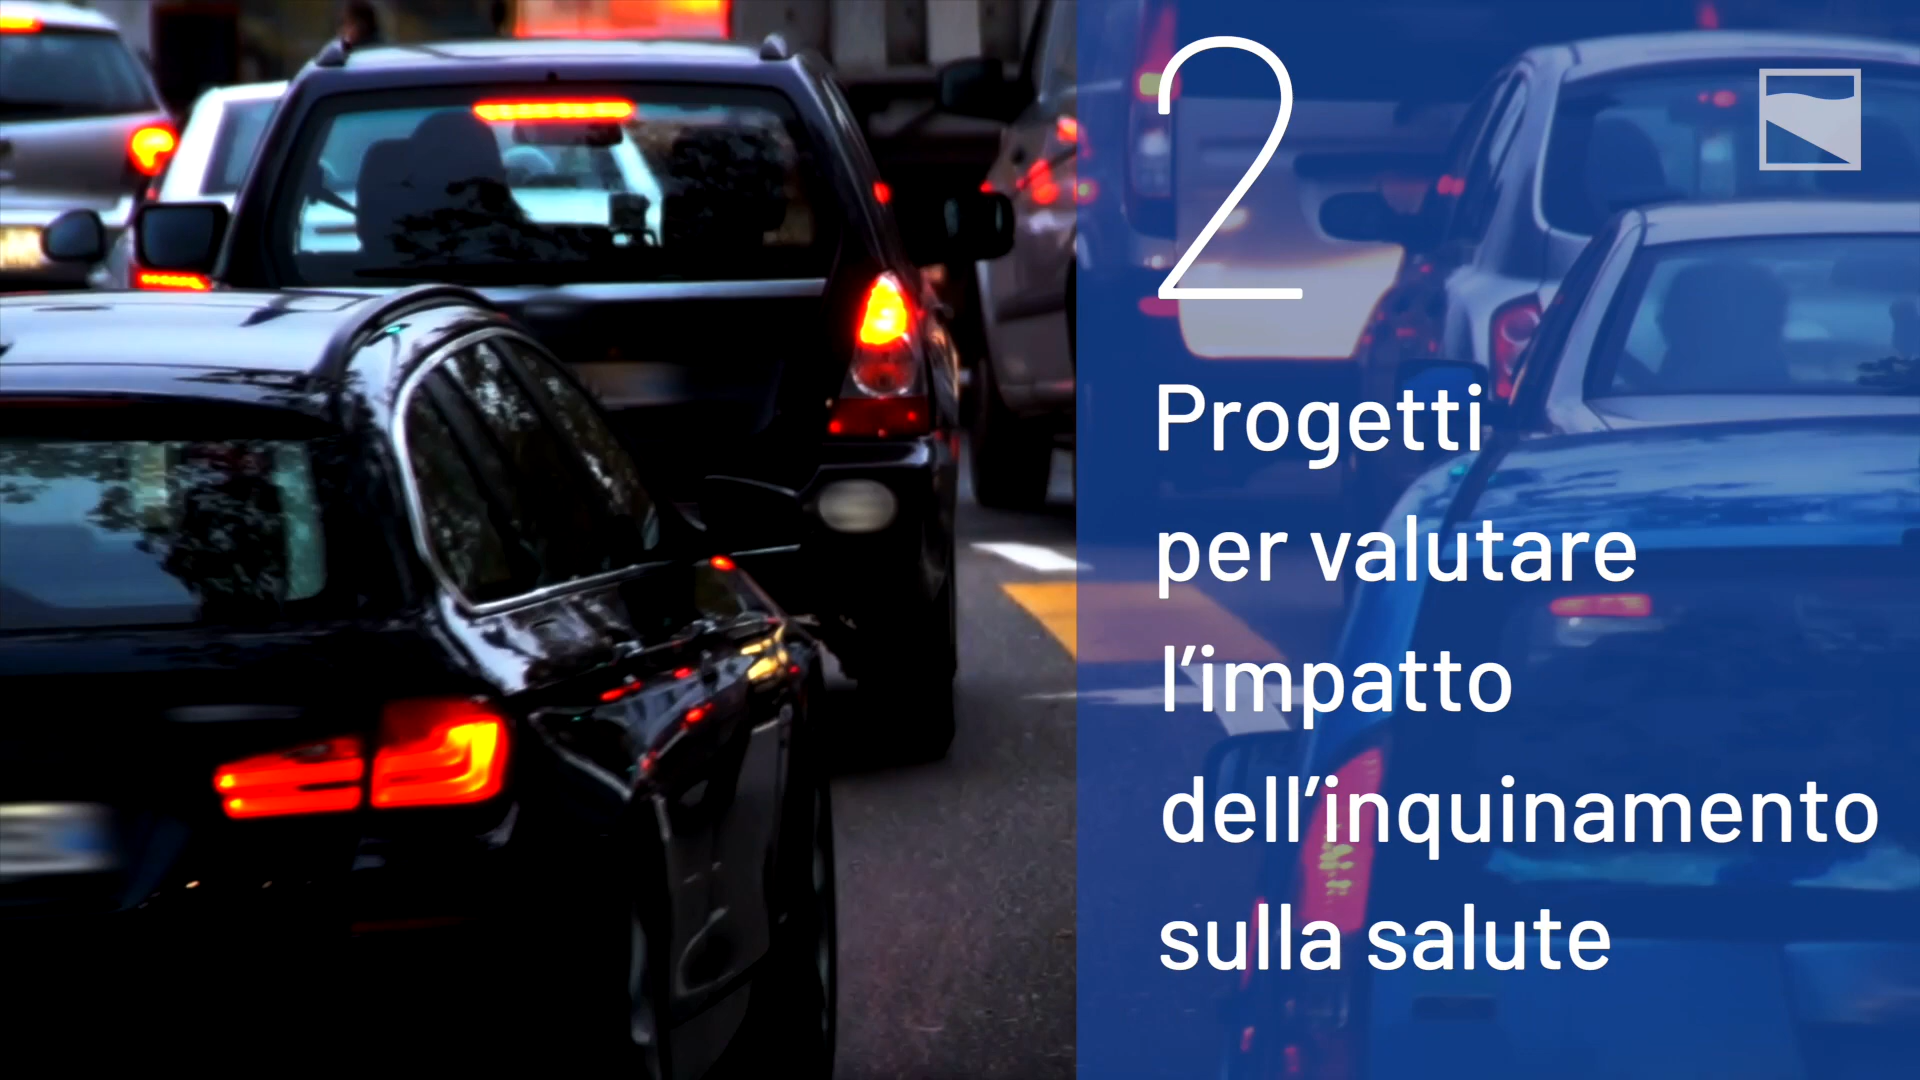 2
Progetti
per valutare
l’impatto
dell’inquinamento
sulla salute